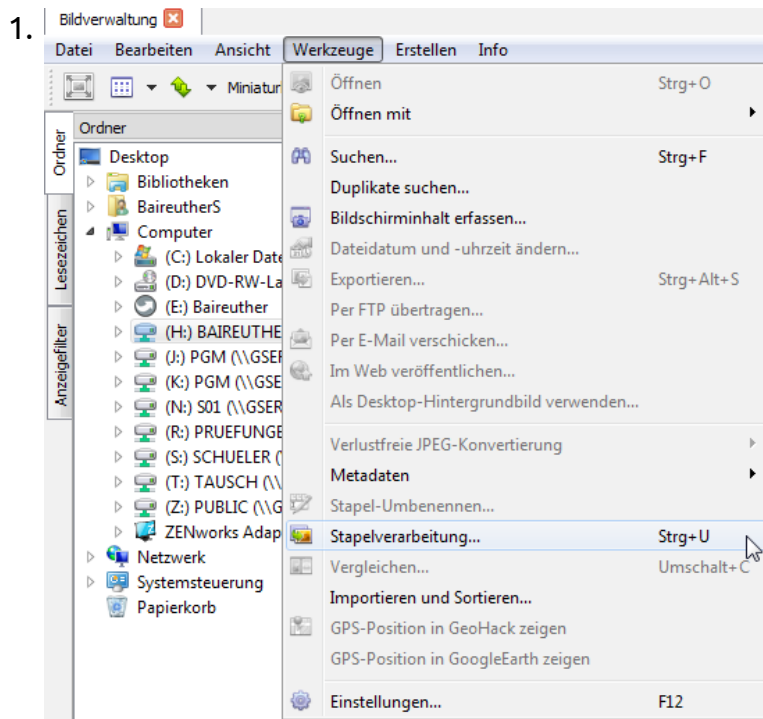 1.
Bildverwaltung
Datei Bearbeiten Ansicht Werkzeuge Erstellen Info
Miniatur
Ordner
Ordner
Lesezeichen
Anzeigefilter
Desktop
Bibliotheken
BaireutherS
Computer
(C:) Lokaler Date
(D:) DVD-RW-La
(E:) Baireuther
(H:) BAIREUTHE
(J:) PGM (\\GSEF
(K:) PGM (\\GSE
(N:) S01 (\\GSER
(R:) PRUEFUNGE
(S:) SCHUELER (
(T:) TAUSCH (\\
(Z:) PUBLIC (\\G
ZENworks Adap
Netzwerk
Systemsteuerung
Papierkorb
Öffnen Strg+O
Öffnen mit
Suchen... Strg+F
Duplikate suchen...
Bildschirminhalt erfassen...
Dateidatum und -uhrzeit ändern...
Exportieren... Strg+Alt+S
Per FTP übertragen...
Per E-Mail verschicken...
Im Web veröffentlichen...
Als Desktop-Hintergrundbild verwenden...
Verlustfreie JPEG-Konvertierung
Metadaten
Stapel-Umbenennen...
Stapelverarbeitung... Strg+U
Vergleichen... Umschalt+C
Importieren und Sortieren...
GPS-Position in GeoHack zeigen
GPS-Position in GoogleEarth zeigen
Einstellungen... F12